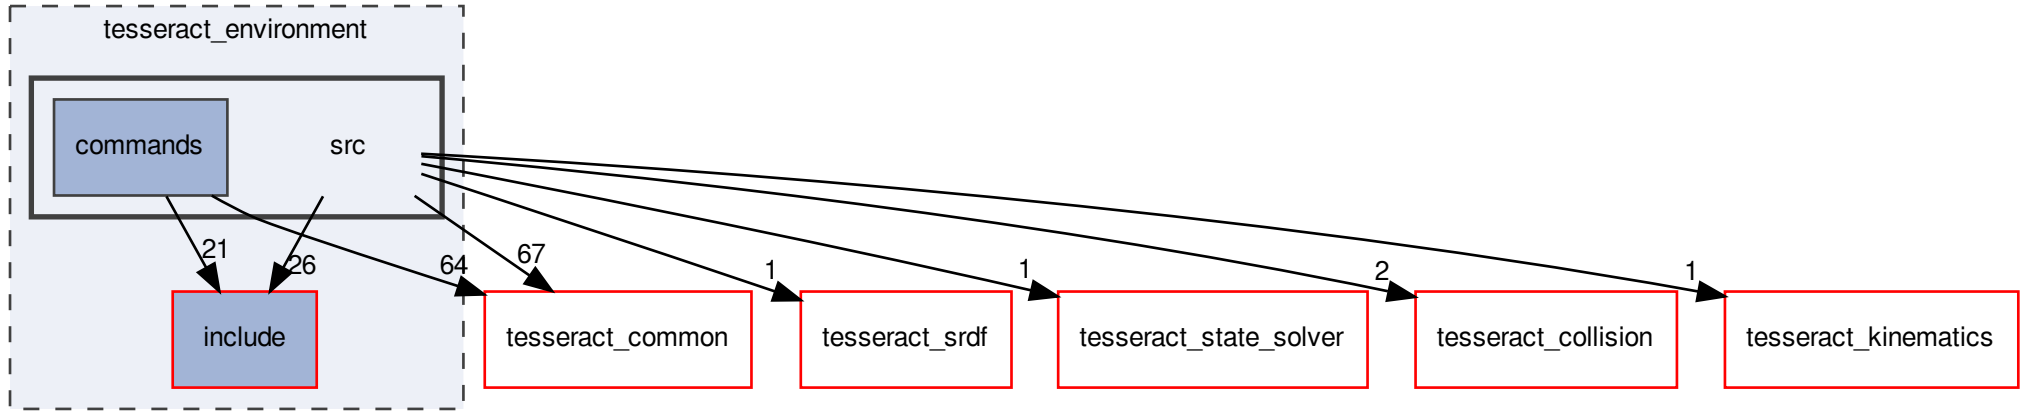 tesseract_environment
commands
src
21
26
64
67
1
1
2
1
include
tesseract_common
tesseract_srdf
tesseract_state_solver
tesseract_collision
tesseract_kinematics